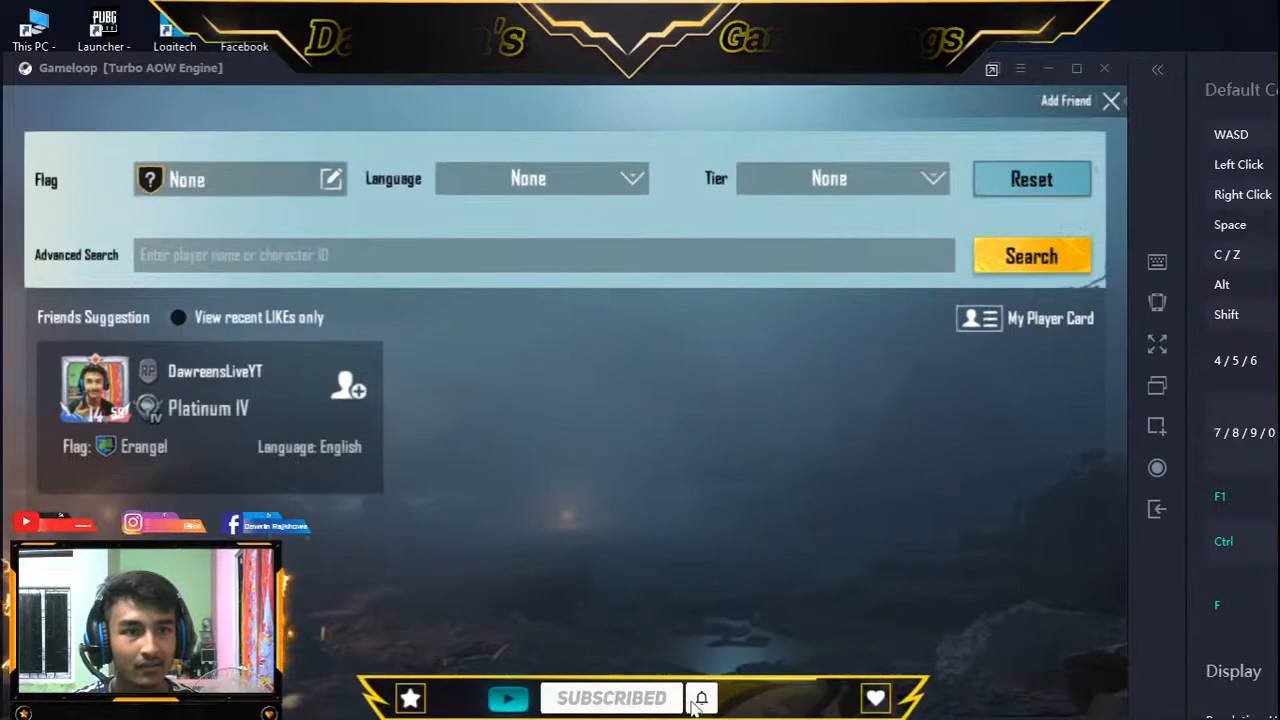 This PC -
PUBG
Launcher -
Logitech
Facebook
Gameloop [Turbo AOW Engine]
Default
Add Friend
Flag
? None
Language
None
Tier
None
Reset
Advanced Search
Enter player name or character ID
Search
Friends Suggestion
View recent LIKEs only
My Player Card
RP
DawreensLiveYT
IV
Platinum IV
Flag:
Erangel
Language: English
WASD
Left Click
Right Click
Space
C / Z
Alt
Shift
4 / 5 / 6
7 / 8 / 9 / 0
F1
Ctrl
F
Display
SUBSCRIBED